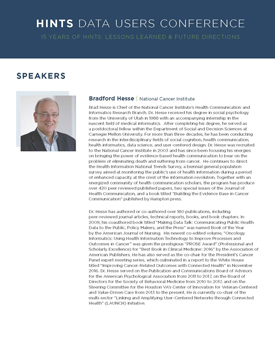 HINTS DATA USERS CONFERENCE
15 YEARS OF HINTS: LESSONS LEARNED & FUTURE DIRECTIONS
SPEAKERS
Bradford Hesse | National Cancer Institute
Brad Hesse is Chief of the National Cancer Institute's Health Communication and
Informatics Research Branch. Dr. Hesse received his degree in social psychology
from the University of Utah in 1988 with an accompanying internship in the
nascent field of medical informatics. After completing his degree, he served as
a postdoctoral fellow within the Department of Social and Decision Sciences at
Carnegie Mellon University. For more than three decades, he has been conducting
research in the interdisciplinary fields of social cognition, health communication,
health informatics, data science, and user-centered design. Dr. Hesse was recruited
to the National Cancer Institute in 2003 and has since been focusing his energies
on bringing the power of evidence-based health communication to bear on the
problem of eliminating death and suffering from cancer. He continues to direct
the Health Information National Trends Survey, a biennial general population
survey aimed at monitoring the public's use of health information during a period
of enhanced capacity at the crest of the information revolution. Together with an
energized community of health communication scholars, the program has produce
over 420 peer-reviewed published papers, two special issues of the Journal of
Health Communication, and a book titled "Building the Evidence Base in Cancer
Communication" published by Hampton press.
Dr. Hesse has authored or co-authored over 180 publications, including
peer-reviewed journal articles, technical reports, books, and book chapters. In
2009, his coauthored book titled "Making Data Talk: Communicating Public Health
Data to the Public, Policy Makers, and the Press" was named Book of the Year
by the American Journal of Nursing. His newest co-edited volume, "Oncology
Informatics: Using Health Information Technology to Improve Processes and
Outcomes in Cancer" was given the prestigious "PROSE Award" (Professional and
Scholarly Excellence) for "Best Book in Clinical Medicine: 2016" by the Association of
American Publishers. He has also served as the co-chair for the President's Cancer
Panel expert meeting series, which culminated in a report to the White House
titled "Improving Cancer-Related Outcomes with Connected Health" in November
2016. Dr. Hesse served on the Publication and Communications Board of Advisors
for the American Psychological Association from 2011 to 2017, on the Board of
Directors for the Society of Behavioral Medicine from 2010 to 2012, and on the
Steering Committee for the Houston VA's Center of Innovation for Veteran-Centered
and Value-Driven Care from 2013 to the present. He is currently co-chair of the
multi-sector "Linking and Amplifying User-Centered Networks through Connected
Health" (L.A.U.N.C.H) initiative.